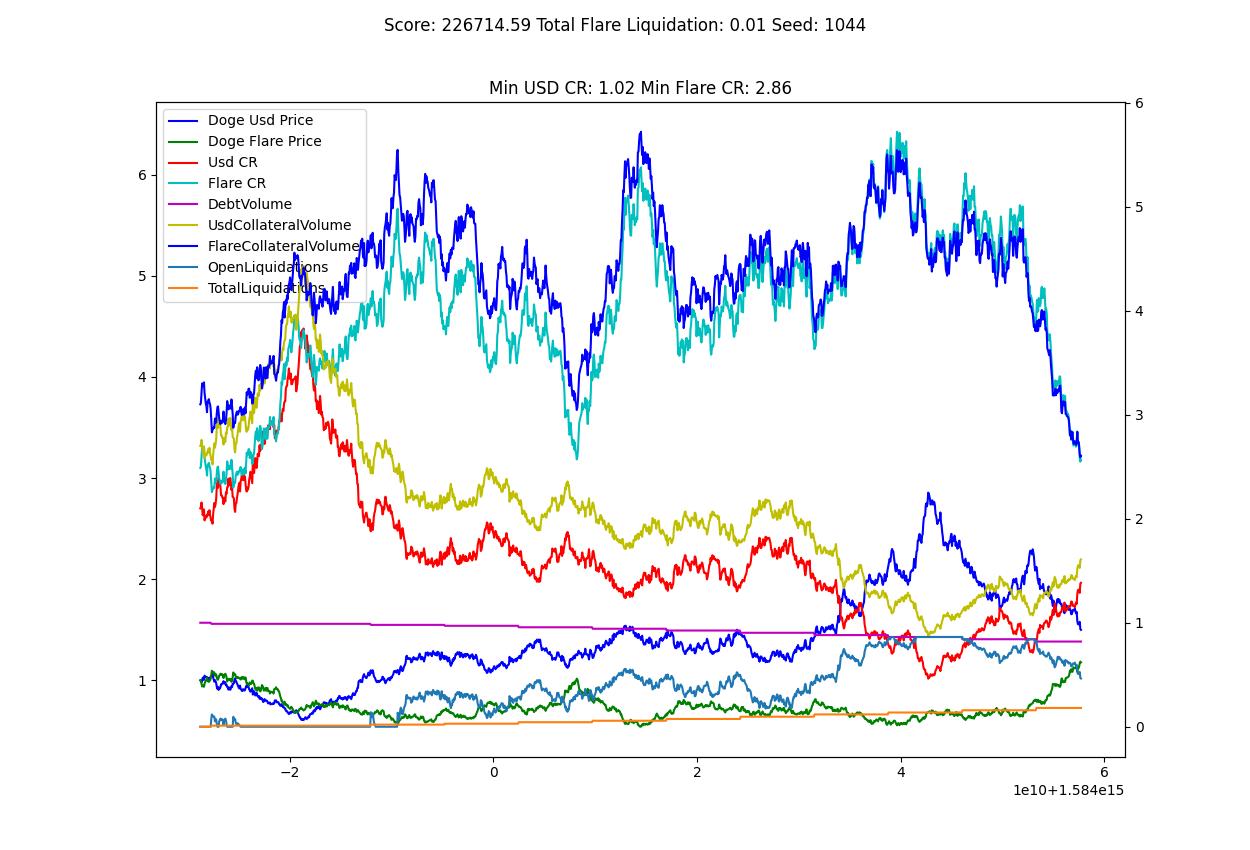 Score: 226714.59 Total Flare Liquidation: 0.01 Seed: 1044
Min USD CR: 1.02 Min Flare CR: 2.86
Doge Usd Price
Doge Flare Price
Usd CR
Flare CR
DebtVolume
UsdCollateralVolume
FlareCollateralVolume
OpenLiquidations
TotalLiquidations
6
5
4
3
2
1
6
5
4
3
2
1
0
−2
0
2
4
6
1e10+1.584e15